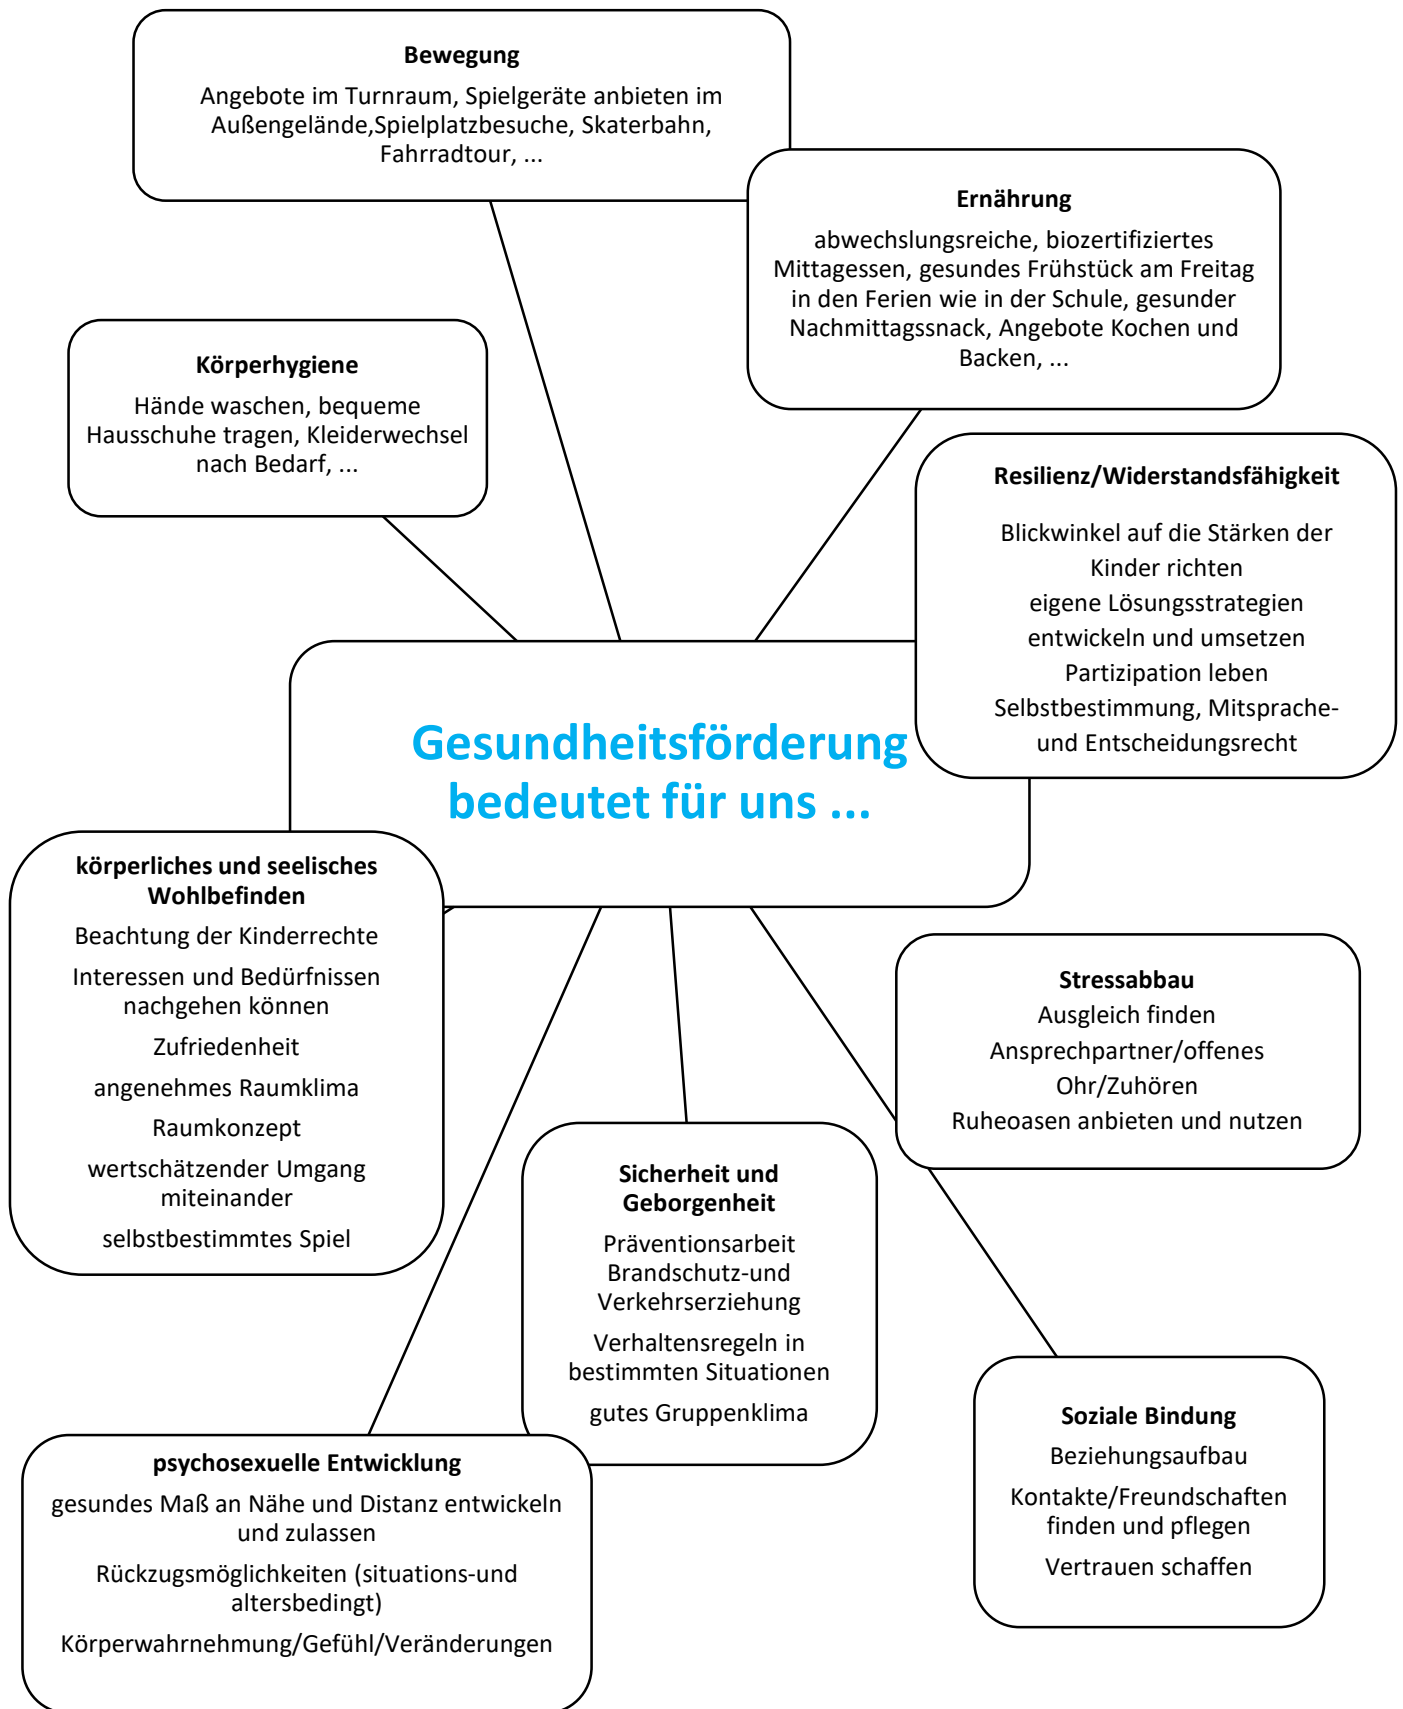 Bewegung
Angebote im Turnraum, Spielgeräte anbieten im
Außengelände,Spielplatzbesuche, Skaterbahn,
Fahrradtour, ...
Ernährung
abwechslungsreiche, biozertifiziertes
Mittagessen, gesundes Frühstück am Freitag
in den Ferien wie in der Schule, gesunder
Nachmittagssnack, Angebote Kochen und
Backen, ...
Körperhygiene
Hände waschen, bequeme
Hausschuhe tragen, Kleiderwechsel
nach Bedarf, ...
Resilienz/Widerstandsfähigkeit
Blickwinkel auf die Stärken der
Kinder richten
eigene Lösungsstrategien
entwickeln und umsetzen
Partizipation leben
Selbstbestimmung, Mitsprache-
und Entscheidungsrecht
Gesundheitsförderung
bedeutet für uns ...
körperliches und seelisches
Wohlbefinden
Beachtung der Kinderrechte
Interessen und Bedürfnissen
nachgehen können
Zufriedenheit
angenehmes Raumklima
Raumkonzept
wertschätzender Umgang
miteinander
selbstbestimmtes Spiel
Stressabbau
Ausgleich finden
Ansprechpartner/offenes
Ohr/Zuhören
Ruheoasen anbieten und nutzen
Sicherheit und
Geborgenheit
Präventionsarbeit
Brandschutz-und
Verkehrserziehung
Verhaltensregeln in
bestimmten Situationen
gutes Gruppenklima
Soziale Bindung
Beziehungsaufbau
Kontakte/Freundschaften
finden und pflegen
Vertrauen schaffen
psychosexuelle Entwicklung
gesundes Maß an Nähe und Distanz entwickeln
und zulassen
Rückzugsmöglichkeiten (situations-und
altersbedingt)
Körperwahrnehmung/Gefühl/Veränderungen